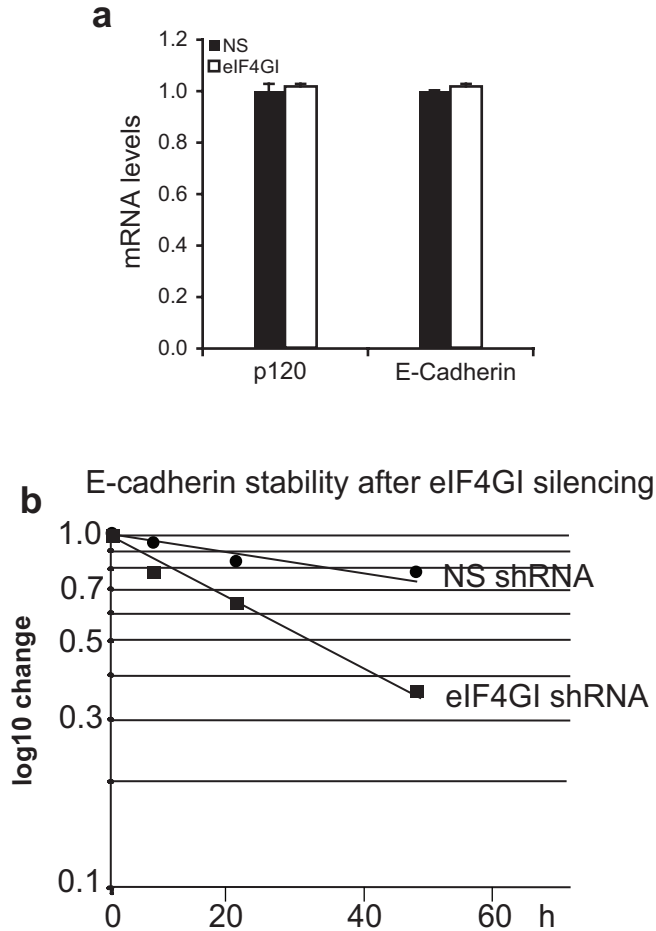 a
1.2
NS
eIF4GI
1.0
0.8
0.6
0.4
0.2
0.0
mRNA levels
p120
E-Cadherin
b
E-cadherin stability after eIF4GI silencing
1.0
0.7
0.5
0.3
0.1
log10 change
NS shRNA
eIF4GI shRNA
0 20 40 60 h